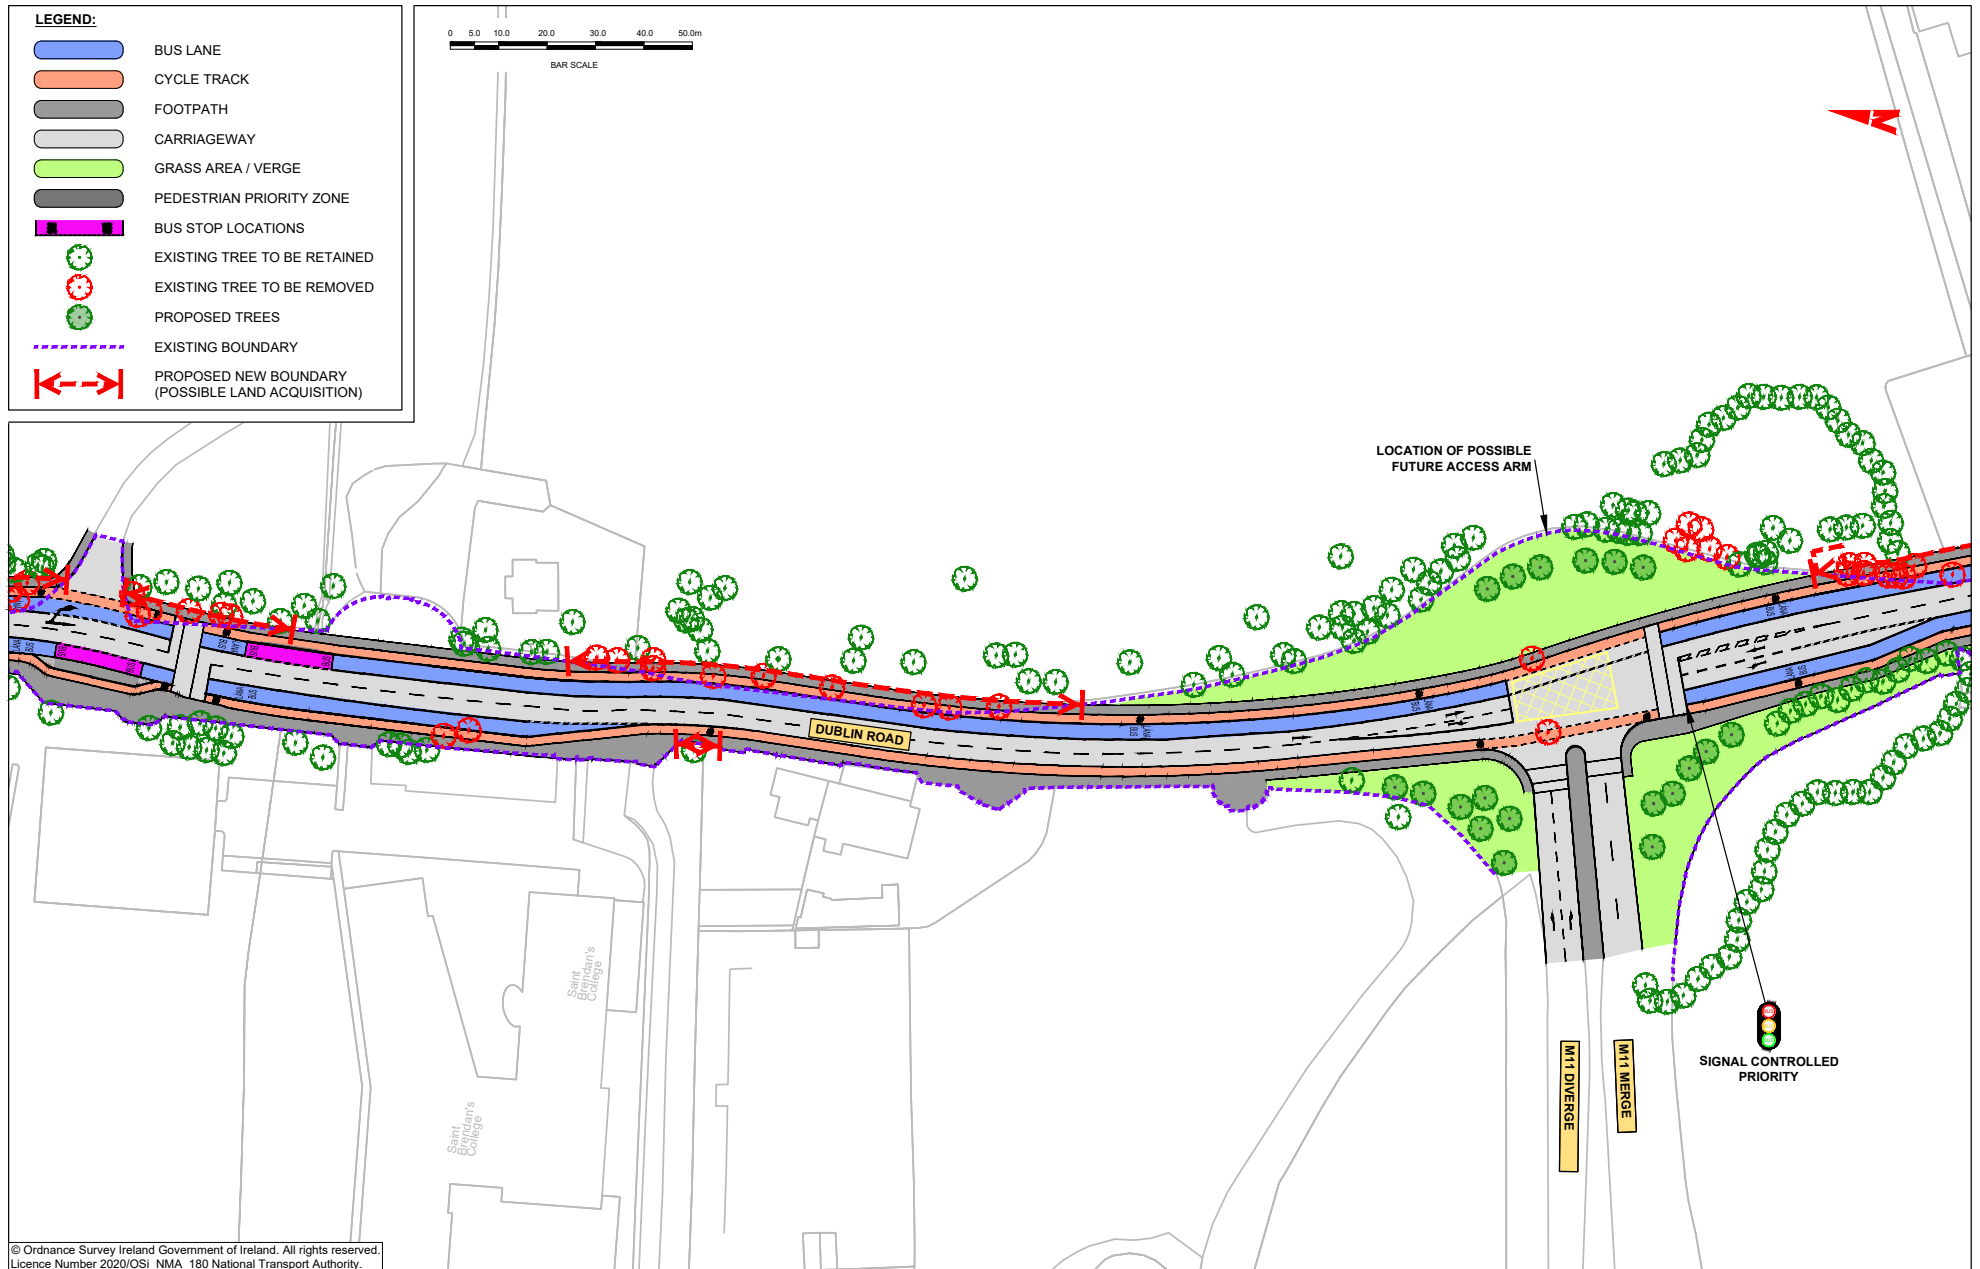 LEGEND:
BUS LANE
CYCLE TRACK
FOOTPATH
CARRIAGEWAY
GRASS AREA / VERGE
PEDESTRIAN PRIORITY ZONE
BUS STOP LOCATIONS
EXISTING TREE TO BE RETAINED
EXISTING TREE TO BE REMOVED
PROPOSED TREES
EXISTING BOUNDARY
PROPOSED NEW BOUNDARY
(POSSIBLE LAND ACQUISITION)
0 5.0 10.0 20.0 30.0 40.0 50.0m
BAR SCALE
N
LOCATION OF POSSIBLE
FUTURE ACCESS ARM
DUBLIN ROAD
Saint
Brendan's
College
Saint
Brendan's
College
M11 DIVERGE
M11 MERGE
SIGNAL CONTROLLED
PRIORITY
© Ordnance Survey Ireland Government of Ireland. All rights reserved.
Licence Number 2020/OSi_NMA_180 National Transport Authority.